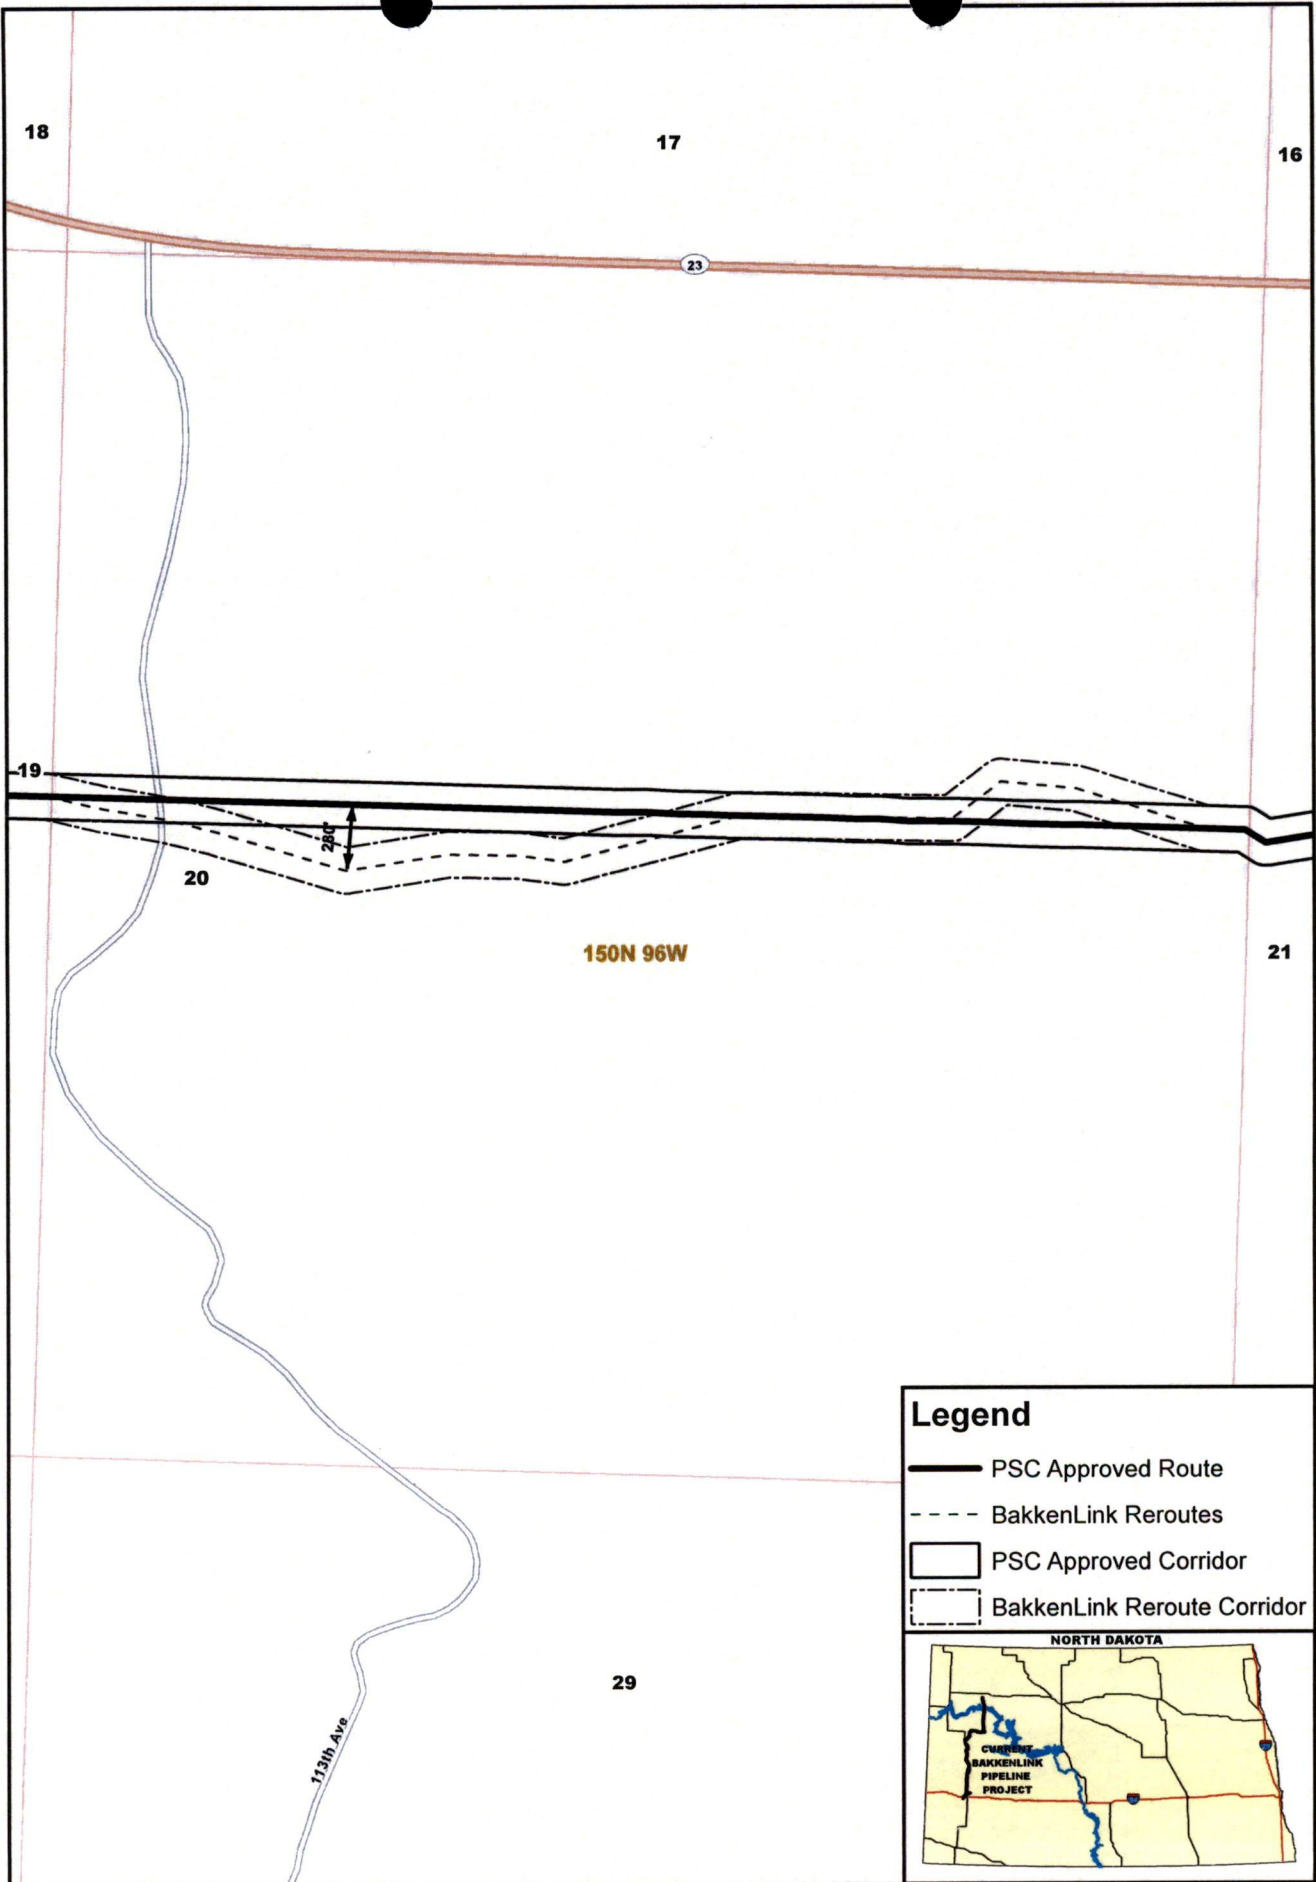 18
17
16
23
19
280'
20
150N 96W
21
Legend
PSC Approved Route
BakkenLink Reroutes
PSC Approved Corridor
BakkenLink Reroute Corridor
NORTH DAKOTA
CURRENT
BAKKENLINK
PIPELINE
PROJECT
29
113th Ave